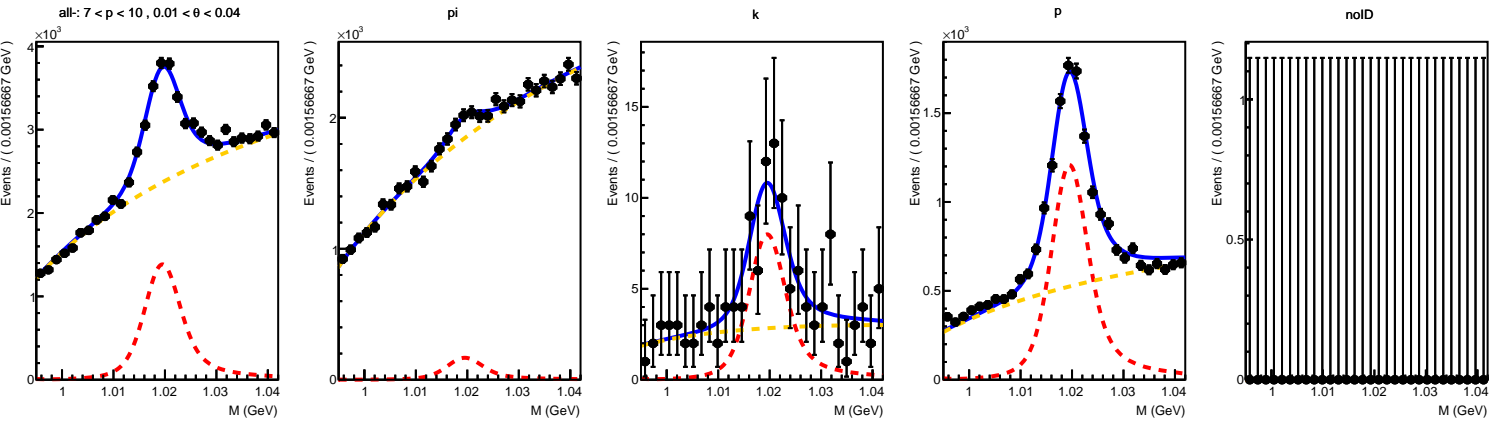 all-: 7 < p < 10 , 0.01 < θ < 0.04
×10³
Events / ( 0.00156667 GeV )
4
3
2
1
0
1 1.01 1.02 1.03 1.04
M (GeV)
pi
×10³
Events / ( 0.00156667 GeV )
2
1
0
1 1.01 1.02 1.03 1.04
M (GeV)
k
Events / ( 0.00156667 GeV )
15
10
5
0
1 1.01 1.02 1.03 1.04
M (GeV)
p
×10³
Events / ( 0.00156667 GeV )
1.5
1
0.5
0
1 1.01 1.02 1.03 1.04
M (GeV)
noID
Events / ( 0.00156667 GeV )
1
0.5
0
1 1.01 1.02 1.03 1.04
M (GeV)